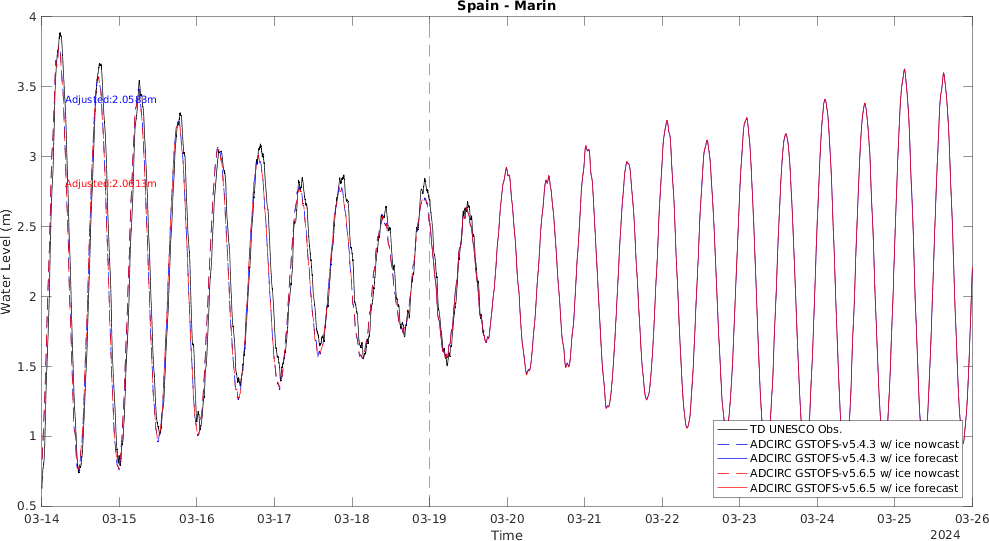 Spain - Marin
Water Level (m)
4
3.5
3
2.5
2
1.5
1
0.5
Adjusted:2.0583m
Adjusted:2.0613m
TD UNESCO Obs.
ADCIRC GSTOFS-v5.4.3 w/ ice nowcast
ADCIRC GSTOFS-v5.4.3 w/ ice forecast
ADCIRC GSTOFS-v5.6.5 w/ ice nowcast
ADCIRC GSTOFS-v5.6.5 w/ ice forecast
03-14 03-15 03-16 03-17 03-18 03-19 03-20 03-21 03-22 03-23 03-24 03-25 03-26
Time
2024